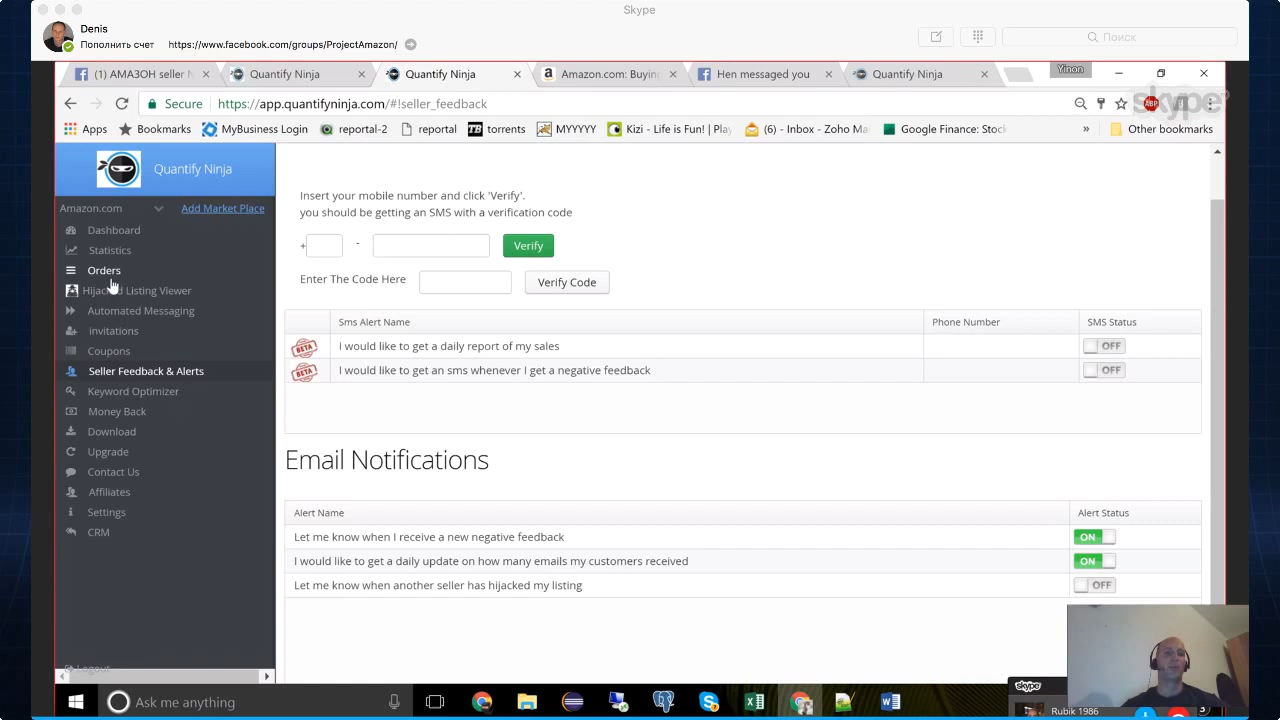 Skype
Denis
Пополнить счет https://www.facebook.com/groups/ProjectAmazon/
Поиск
(1) АМАЗОН seller N
Quantify Ninja
Quantify Ninja
Amazon.com: Buying
Hen messaged you
Quantify Ninja
Yinon
Secure https://app.quantifyninja.com/#!seller_feedback
ABP
skype
Apps Bookmarks MyBusiness Login reportal-2 reportal torrents MYYYYY Kizi - Life is Fun! | Play (6) - Inbox - Zoho Ma Google Finance: Stock » Other bookmarks
Quantify Ninja
Amazon.com Add Market Place
Dashboard
Statistics
Orders
Hijacked Listing Viewer
Automated Messaging
invitations
Coupons
Seller Feedback & Alerts
Keyword Optimizer
Money Back
Download
Upgrade
Contact Us
Affiliates
Settings
CRM
Logout
Insert your mobile number and click 'Verify'.
you should be getting an SMS with a verification code
+ - Verify
Enter The Code Here Verify Code
Sms Alert Name Phone Number SMS Status
BETA I would like to get a daily report of my sales OFF
BETA I would like to get an sms whenever I get a negative feedback OFF
Email Notifications
Alert Name Alert Status
Let me know when I receive a new negative feedback ON
I would like to get a daily update on how many emails my customers received ON
Let me know when another seller has hijacked my listing OFF
skype
Rubik 1986
Ask me anything